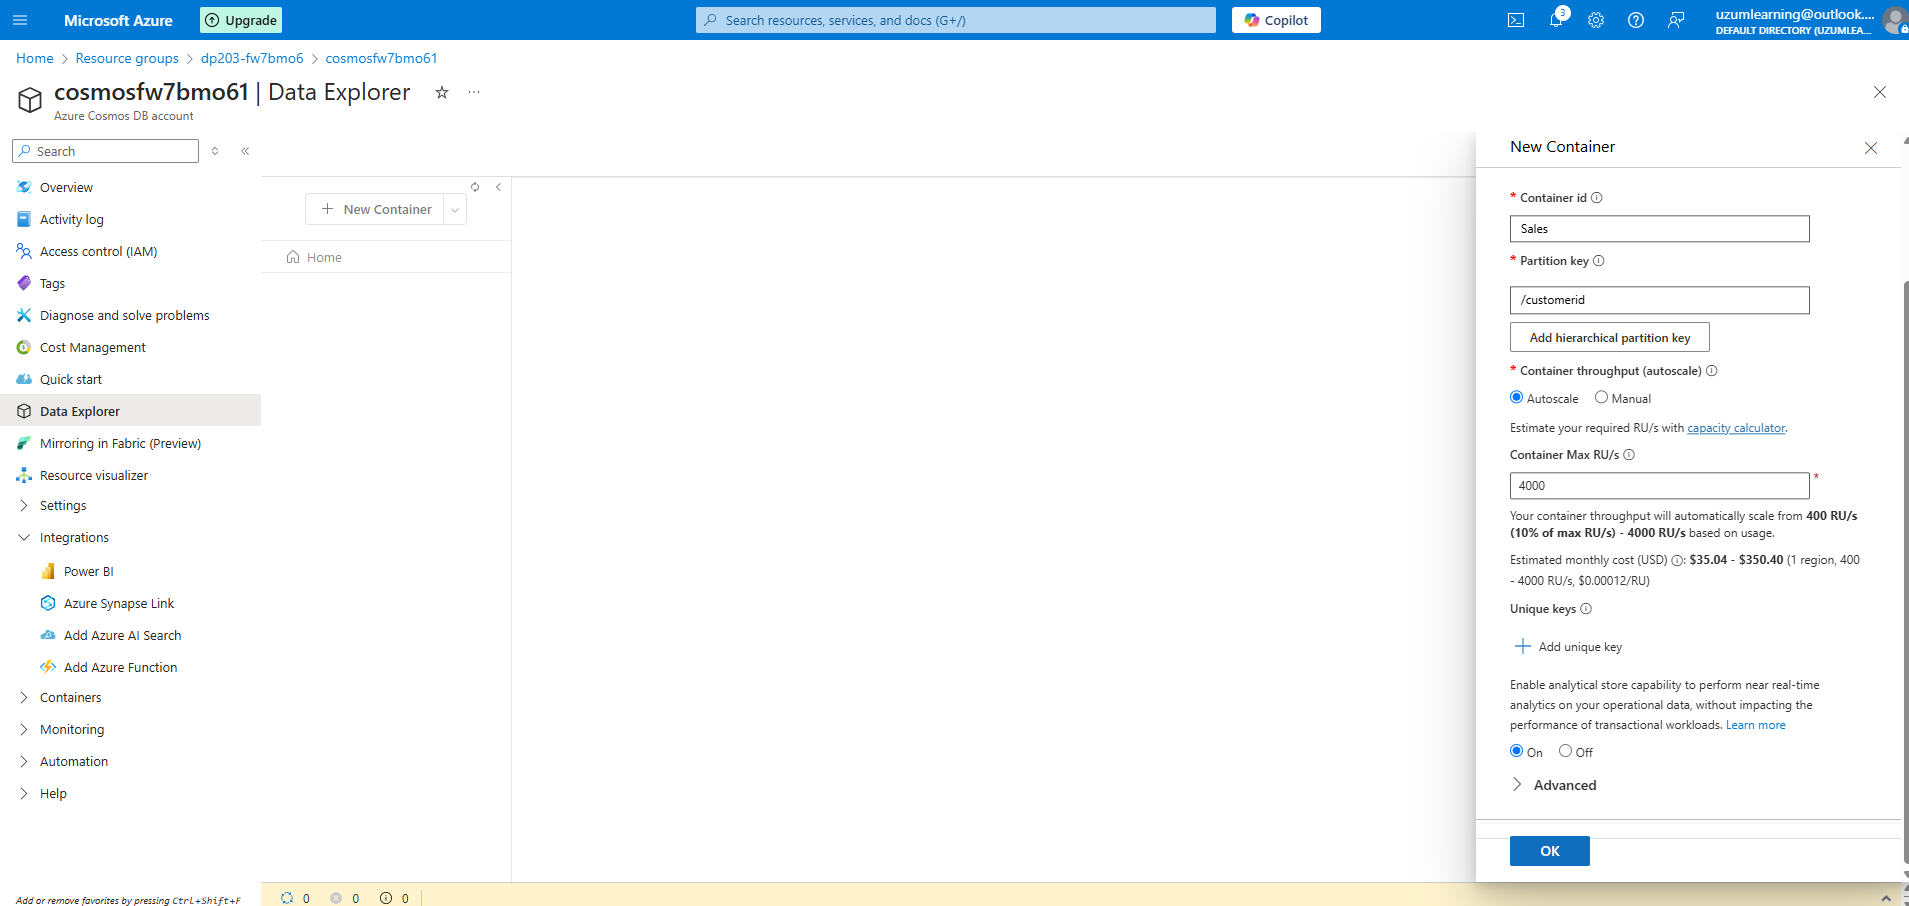 Microsoft Azure
Upgrade
Search resources, services, and docs (G+/)
Copilot
3
uzumlearning@outlook....
DEFAULT DIRECTORY (UZUMLEA...
Home > Resource groups > dp203-fw7bmo6 > cosmosfw7bmo61
cosmosfw7bmo61 | Data Explorer
Azure Cosmos DB account
Search
Overview
Activity log
Access control (IAM)
Tags
Diagnose and solve problems
Cost Management
Quick start
Data Explorer
Mirroring in Fabric (Preview)
Resource visualizer
Settings
Integrations
Power BI
Azure Synapse Link
Add Azure AI Search
Add Azure Function
Containers
Monitoring
Automation
Help
Add or remove favorites by pressing Ctrl+Shift+F
New Container
Home
0 0 0
New Container
* Container id
Sales
* Partition key
/customerid
Add hierarchical partition key
* Container throughput (autoscale)
Autoscale Manual
Estimate your required RU/s with capacity calculator.
Container Max RU/s
4000 *
Your container throughput will automatically scale from 400 RU/s
(10% of max RU/s) - 4000 RU/s based on usage.
Estimated monthly cost (USD) : $35.04 - $350.40 (1 region, 400
- 4000 RU/s, $0.00012/RU)
Unique keys
Add unique key
Enable analytical store capability to perform near real-time
analytics on your operational data, without impacting the
performance of transactional workloads. Learn more
On Off
Advanced
OK